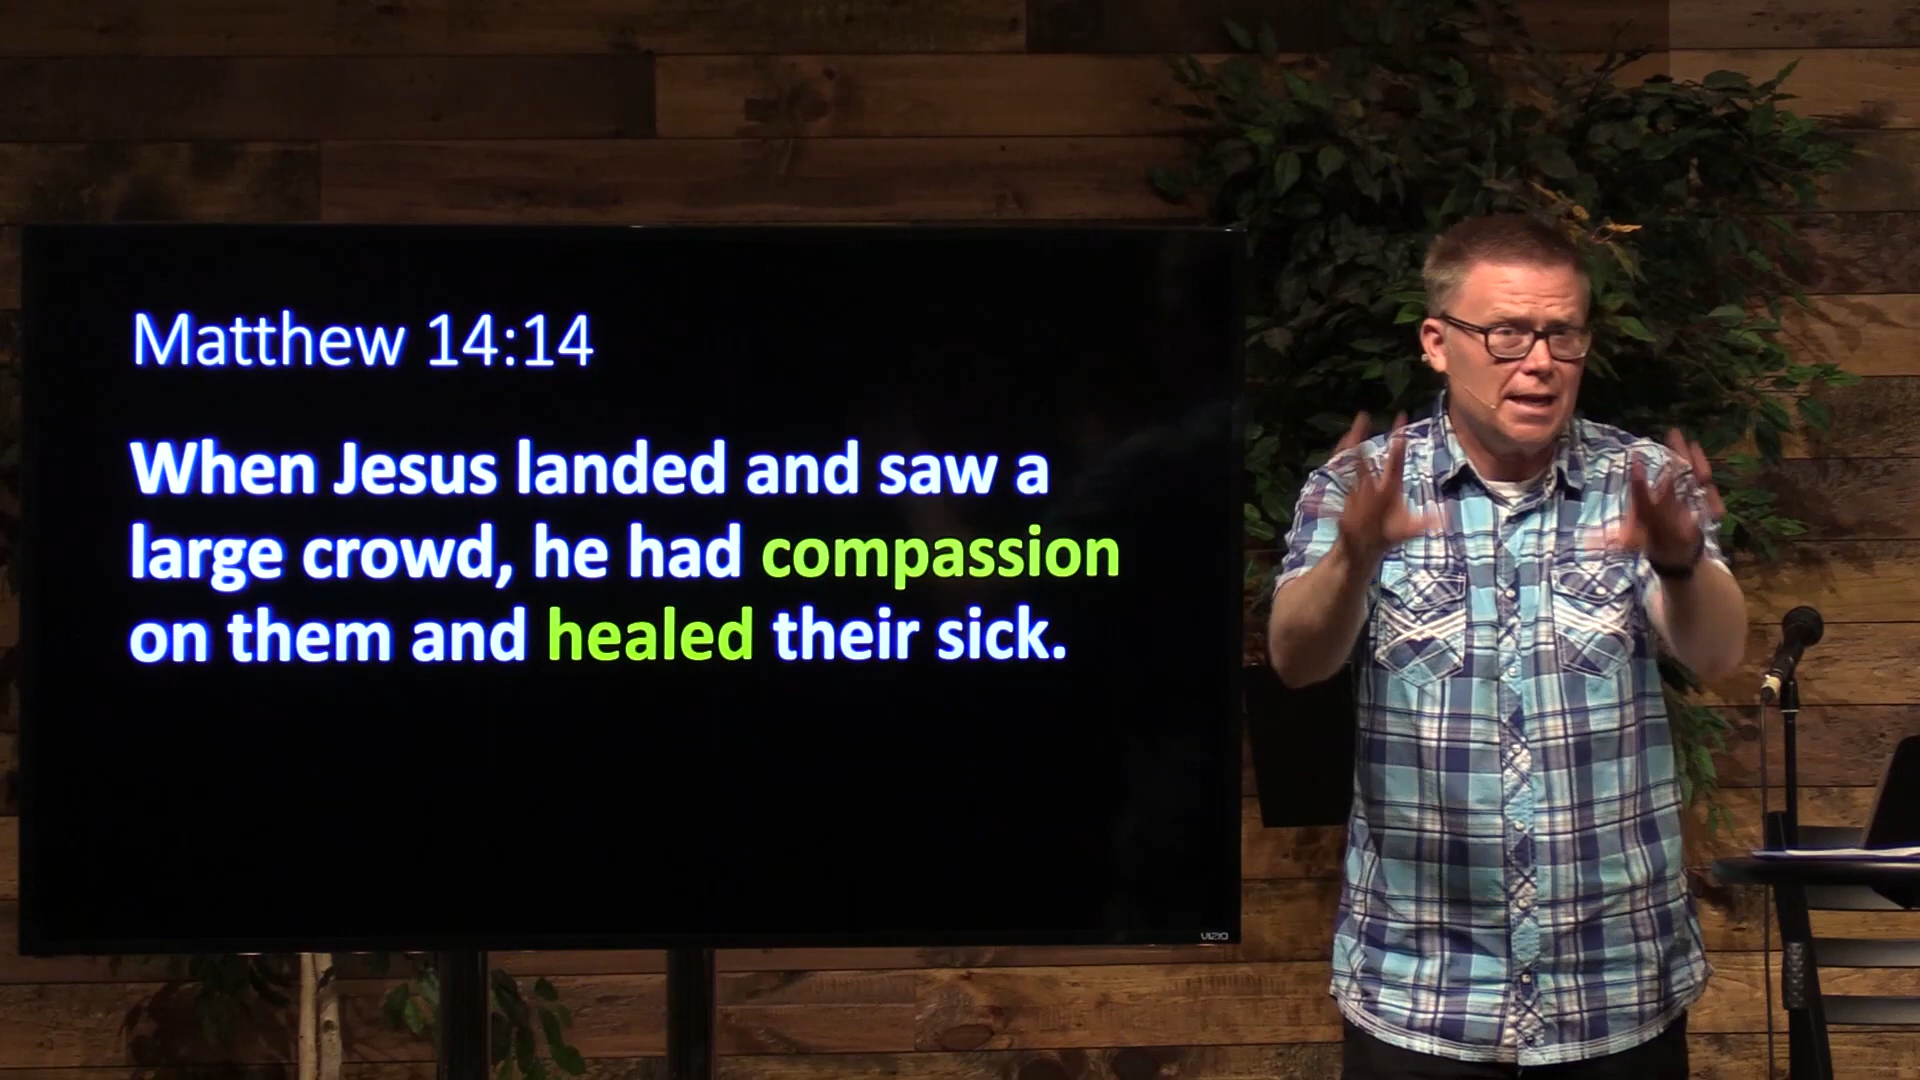 Matthew 14:14
When Jesus landed and saw a
large crowd, he had compassion
on them and healed their sick.
VIZIO